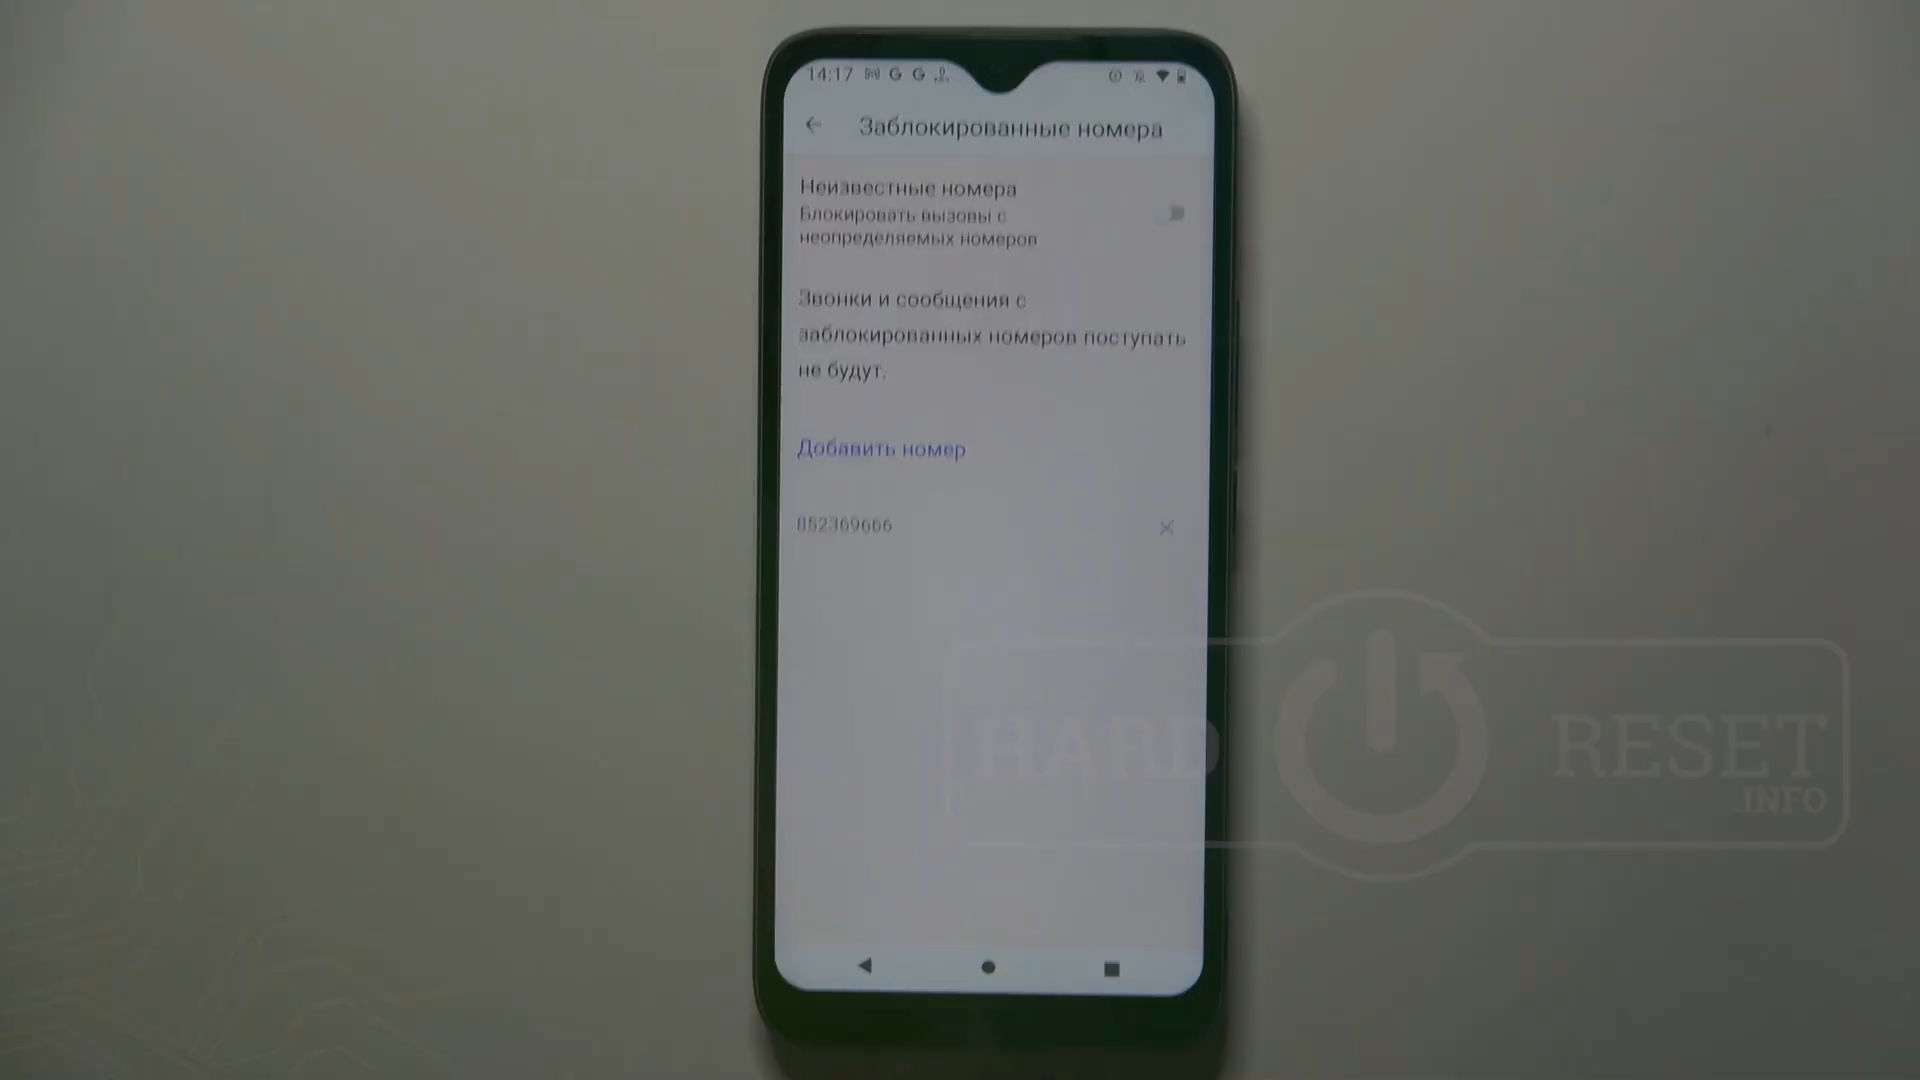 14:17
Заблокированные номера
Неизвестные номера
Блокировать вызовы с
неопределяемых номеров
Звонки и сообщения с
заблокированных номеров поступать
не будут.
Добавить номер
852369666
HARD RESET
.INFO